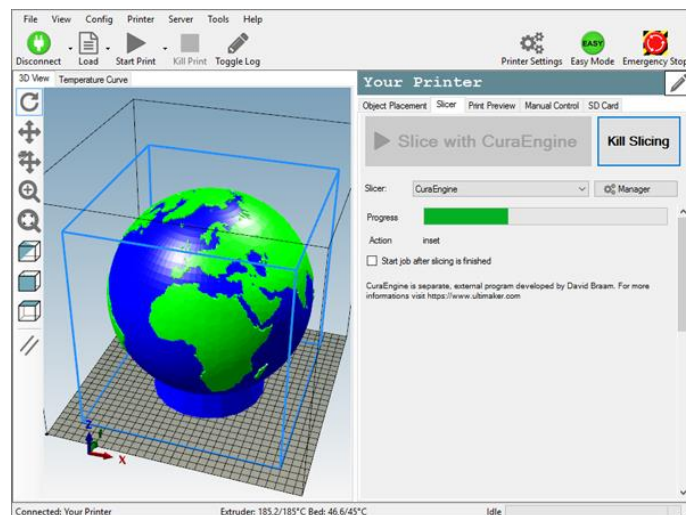 File View Config Printer Server Tools Help
Disconnect Load Start Print Kill Print Toggle Log Printer Settings EASY Easy Mode Emergency Stop
3D View Temperature Curve
Your Printer
Object Placement Slicer Print Preview Manual Control SD Card
Slice with CuraEngine Kill Slicing
Slicer: CuraEngine Manager
Progress
Action inset
Start job after slicing is finished
CuraEngine is separate, external program developed by David Braam. For more
informations visit https://www.ultimaker.com
Z
X
Connected: Your Printer Extruder: 185.2/185°C Bed: 46.6/45°C Idle